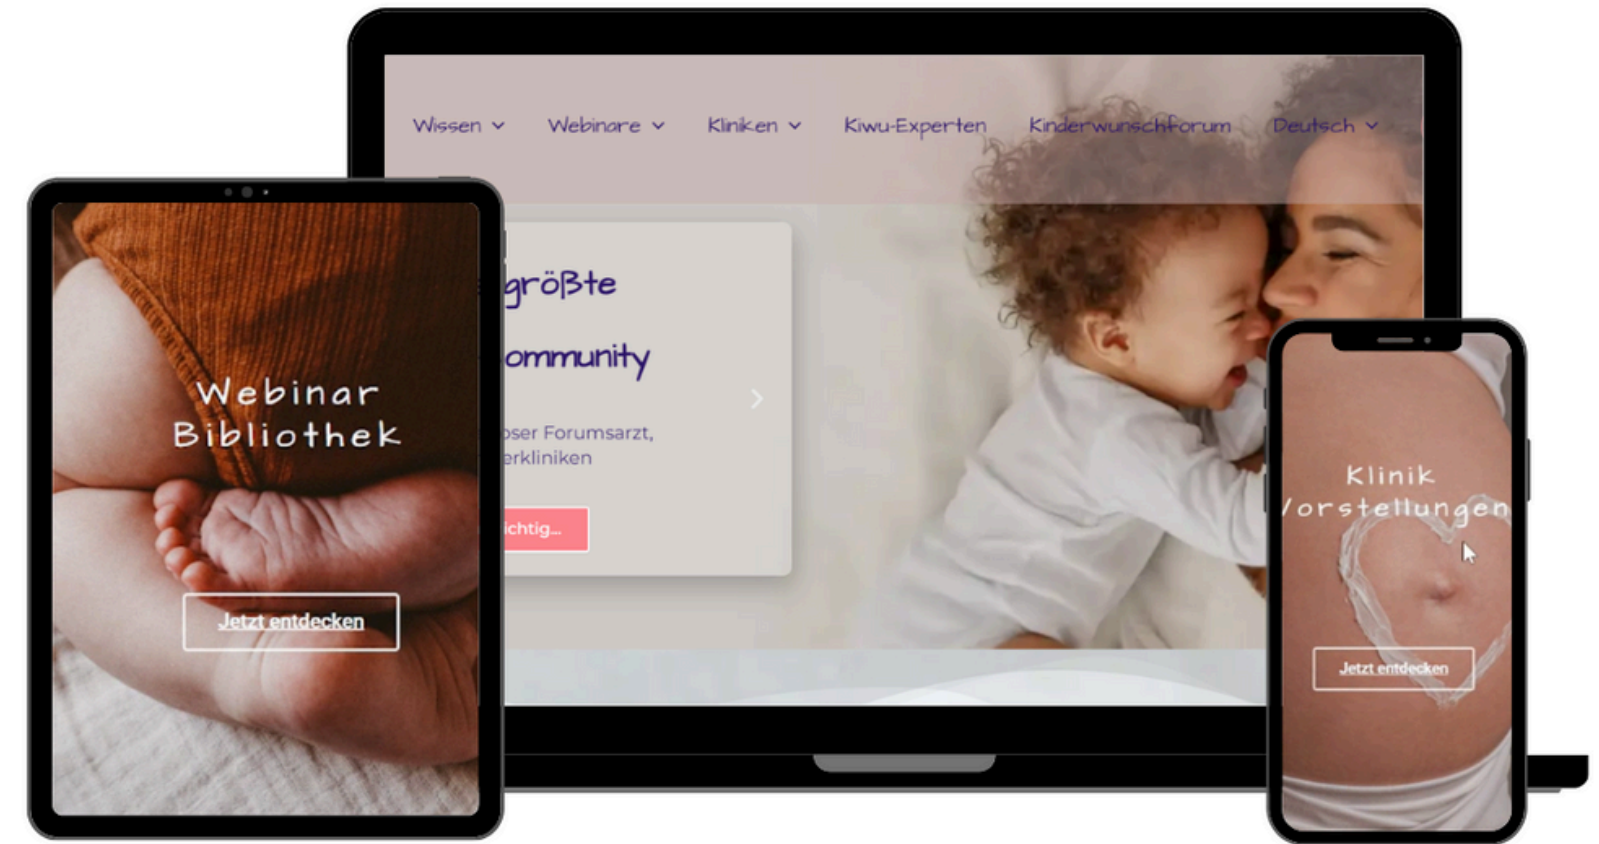 Wissen Webinare Kliniken Kiwu-Experten Kinderwunschforum Deutsch
größte
ommunity
oser Forumsarzt,
erkliniken
ichtig...
Webinar
Bibliothek
Jetzt entdecken
Klinik
Vorstellungen
Jetzt entdecken